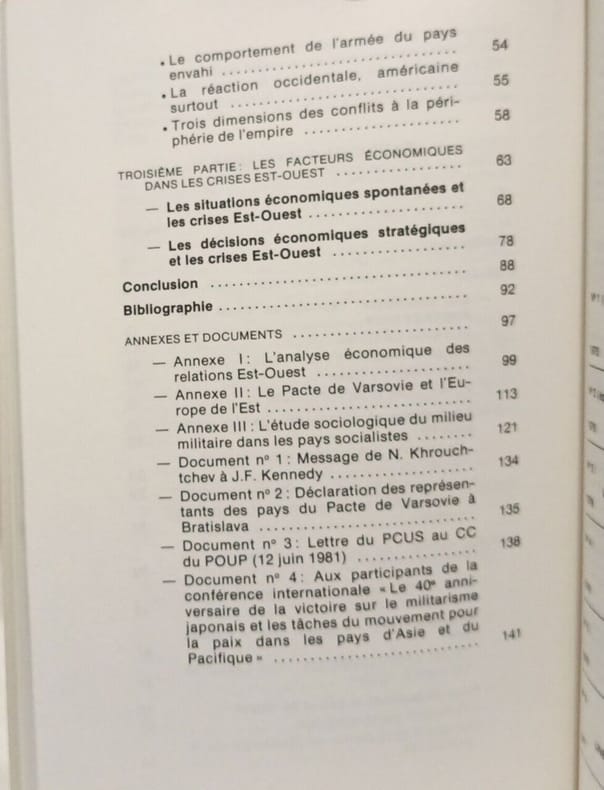 • Le comportement de l'armée du pays
envahi .................................... 54
• La réaction occidentale, américaine
surtout .................................... 55
• Trois dimensions des conflits à la péri-
phérie de l'empire ........................ 58
TROISIÈME PARTIE: LES FACTEURS ÉCONOMIQUES
DANS LES CRISES EST-OUEST .................... 63
— Les situations économiques spontanées et
les crises Est-Ouest ........................ 68
— Les décisions économiques stratégiques
et les crises Est-Ouest .................... 78
Conclusion .................................... 88
Bibliographie .................................... 92
ANNEXES ET DOCUMENTS ........................ 97
— Annexe I: L'analyse économique des
relations Est-Ouest .................... 99
— Annexe II: Le Pacte de Varsovie et l'Eu-
rope de l'Est ............................ 113
— Annexe III: L'étude sociologique du milieu
militaire dans les pays socialistes ........ 121
— Document nº 1: Message de N. Khrouch-
tchev à J.F. Kennedy .................... 134
— Document nº 2: Déclaration des représen-
tants des pays du Pacte de Varsovie à
Bratislava ............................ 135
— Document nº 3: Lettre du PCUS au CC
du POUP (12 juin 1981) ................ 138
— Document nº 4: Aux participants de la
conférence internationale « Le 40e anni-
versaire de la victoire sur le militarisme
japonais et les tâches du mouvement pour
la paix dans les pays d'Asie et du
Pacifique » ............................ 141